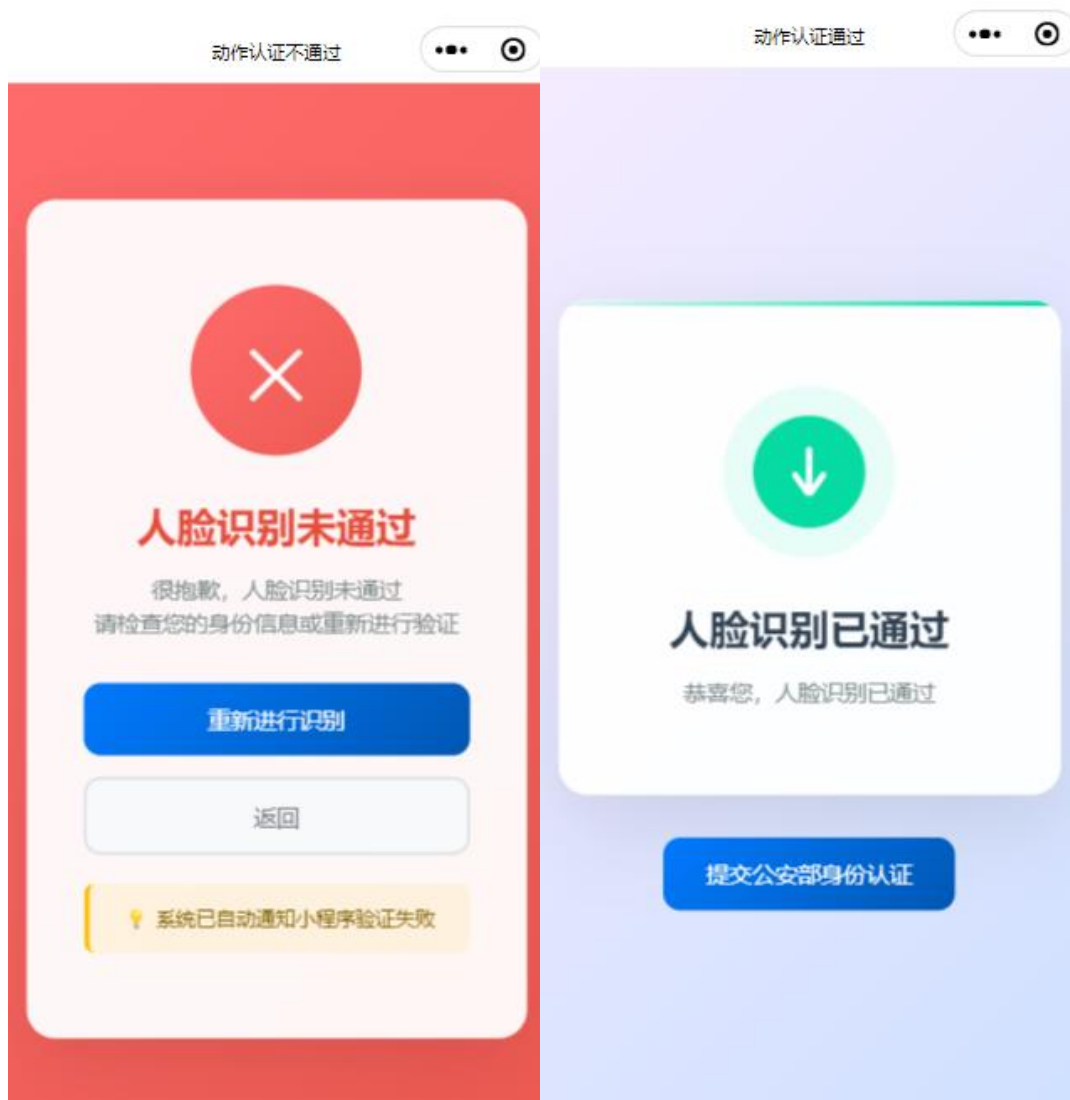 动作认证不通过
人脸识别未通过
很抱歉，人脸识别未通过
请检查您的身份信息或重新进行验证
重新进行识别
返回
系统已自动通知小程序验证失败
动作认证通过
人脸识别已通过
恭喜您，人脸识别已通过
提交公安部身份认证